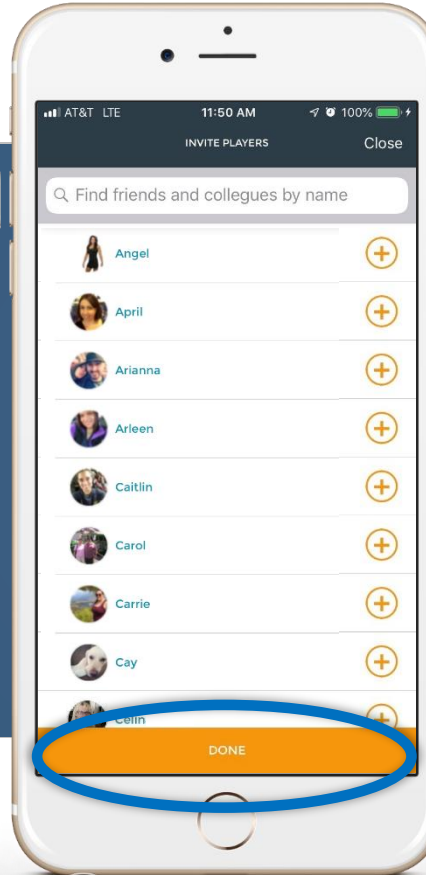 AT&T LTE 11:50 AM 100%
INVITE PLAYERS Close
Find friends and collegues by name
Angel
April
Arianna
Arleen
Caitlin
Carol
Carrie
Cay
Celin
DONE